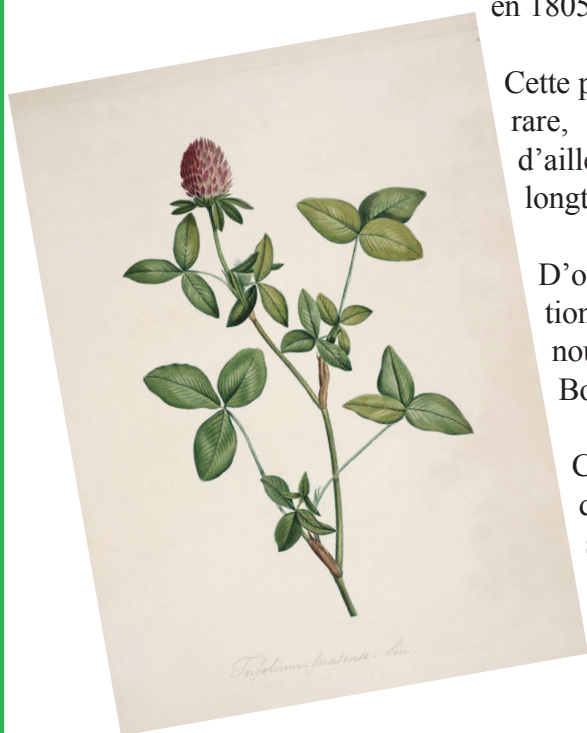 en 1805
Cette p
rare,
d'aille
longt
D'o
tion
nou
Bo
C
d
Trifolium pratense - Lin.